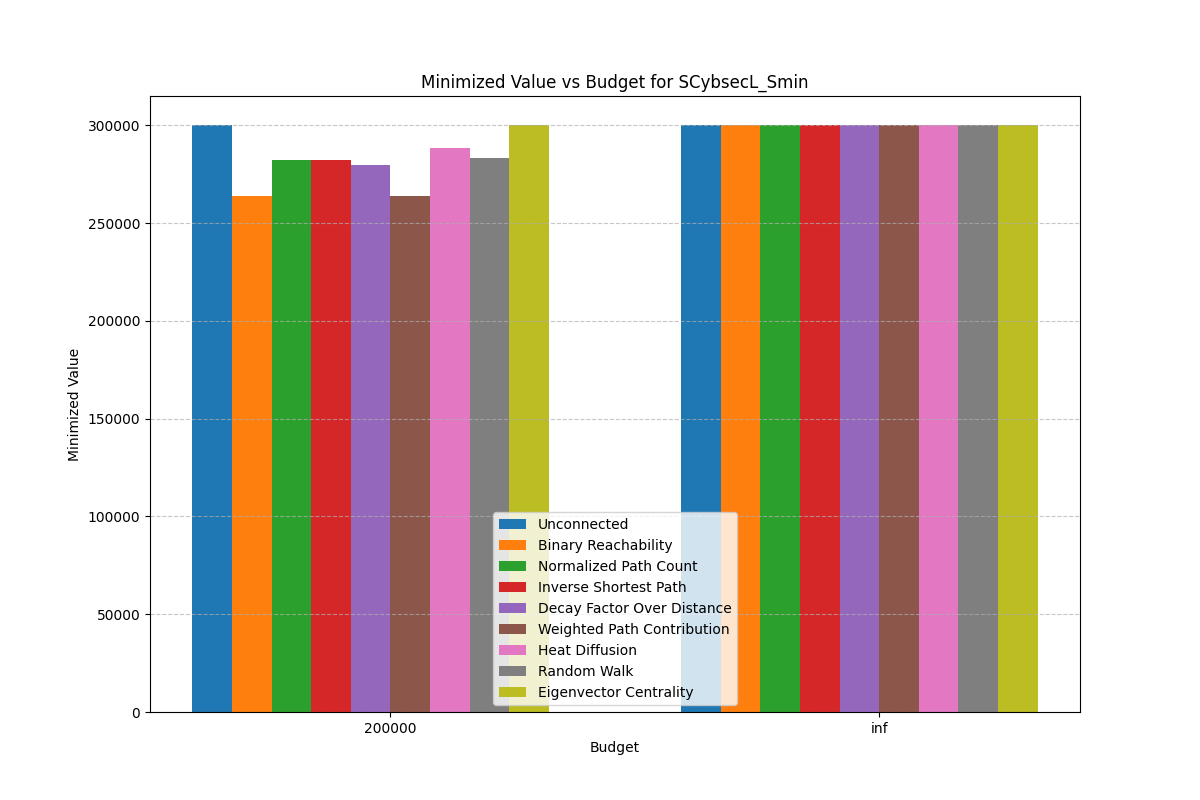 Minimized Value vs Budget for SCybsecL_Smin
300000
250000
200000
150000
100000
50000
0
Minimized Value
Unconnected
Binary Reachability
Normalized Path Count
Inverse Shortest Path
Decay Factor Over Distance
Weighted Path Contribution
Heat Diffusion
Random Walk
Eigenvector Centrality
200000
inf
Budget